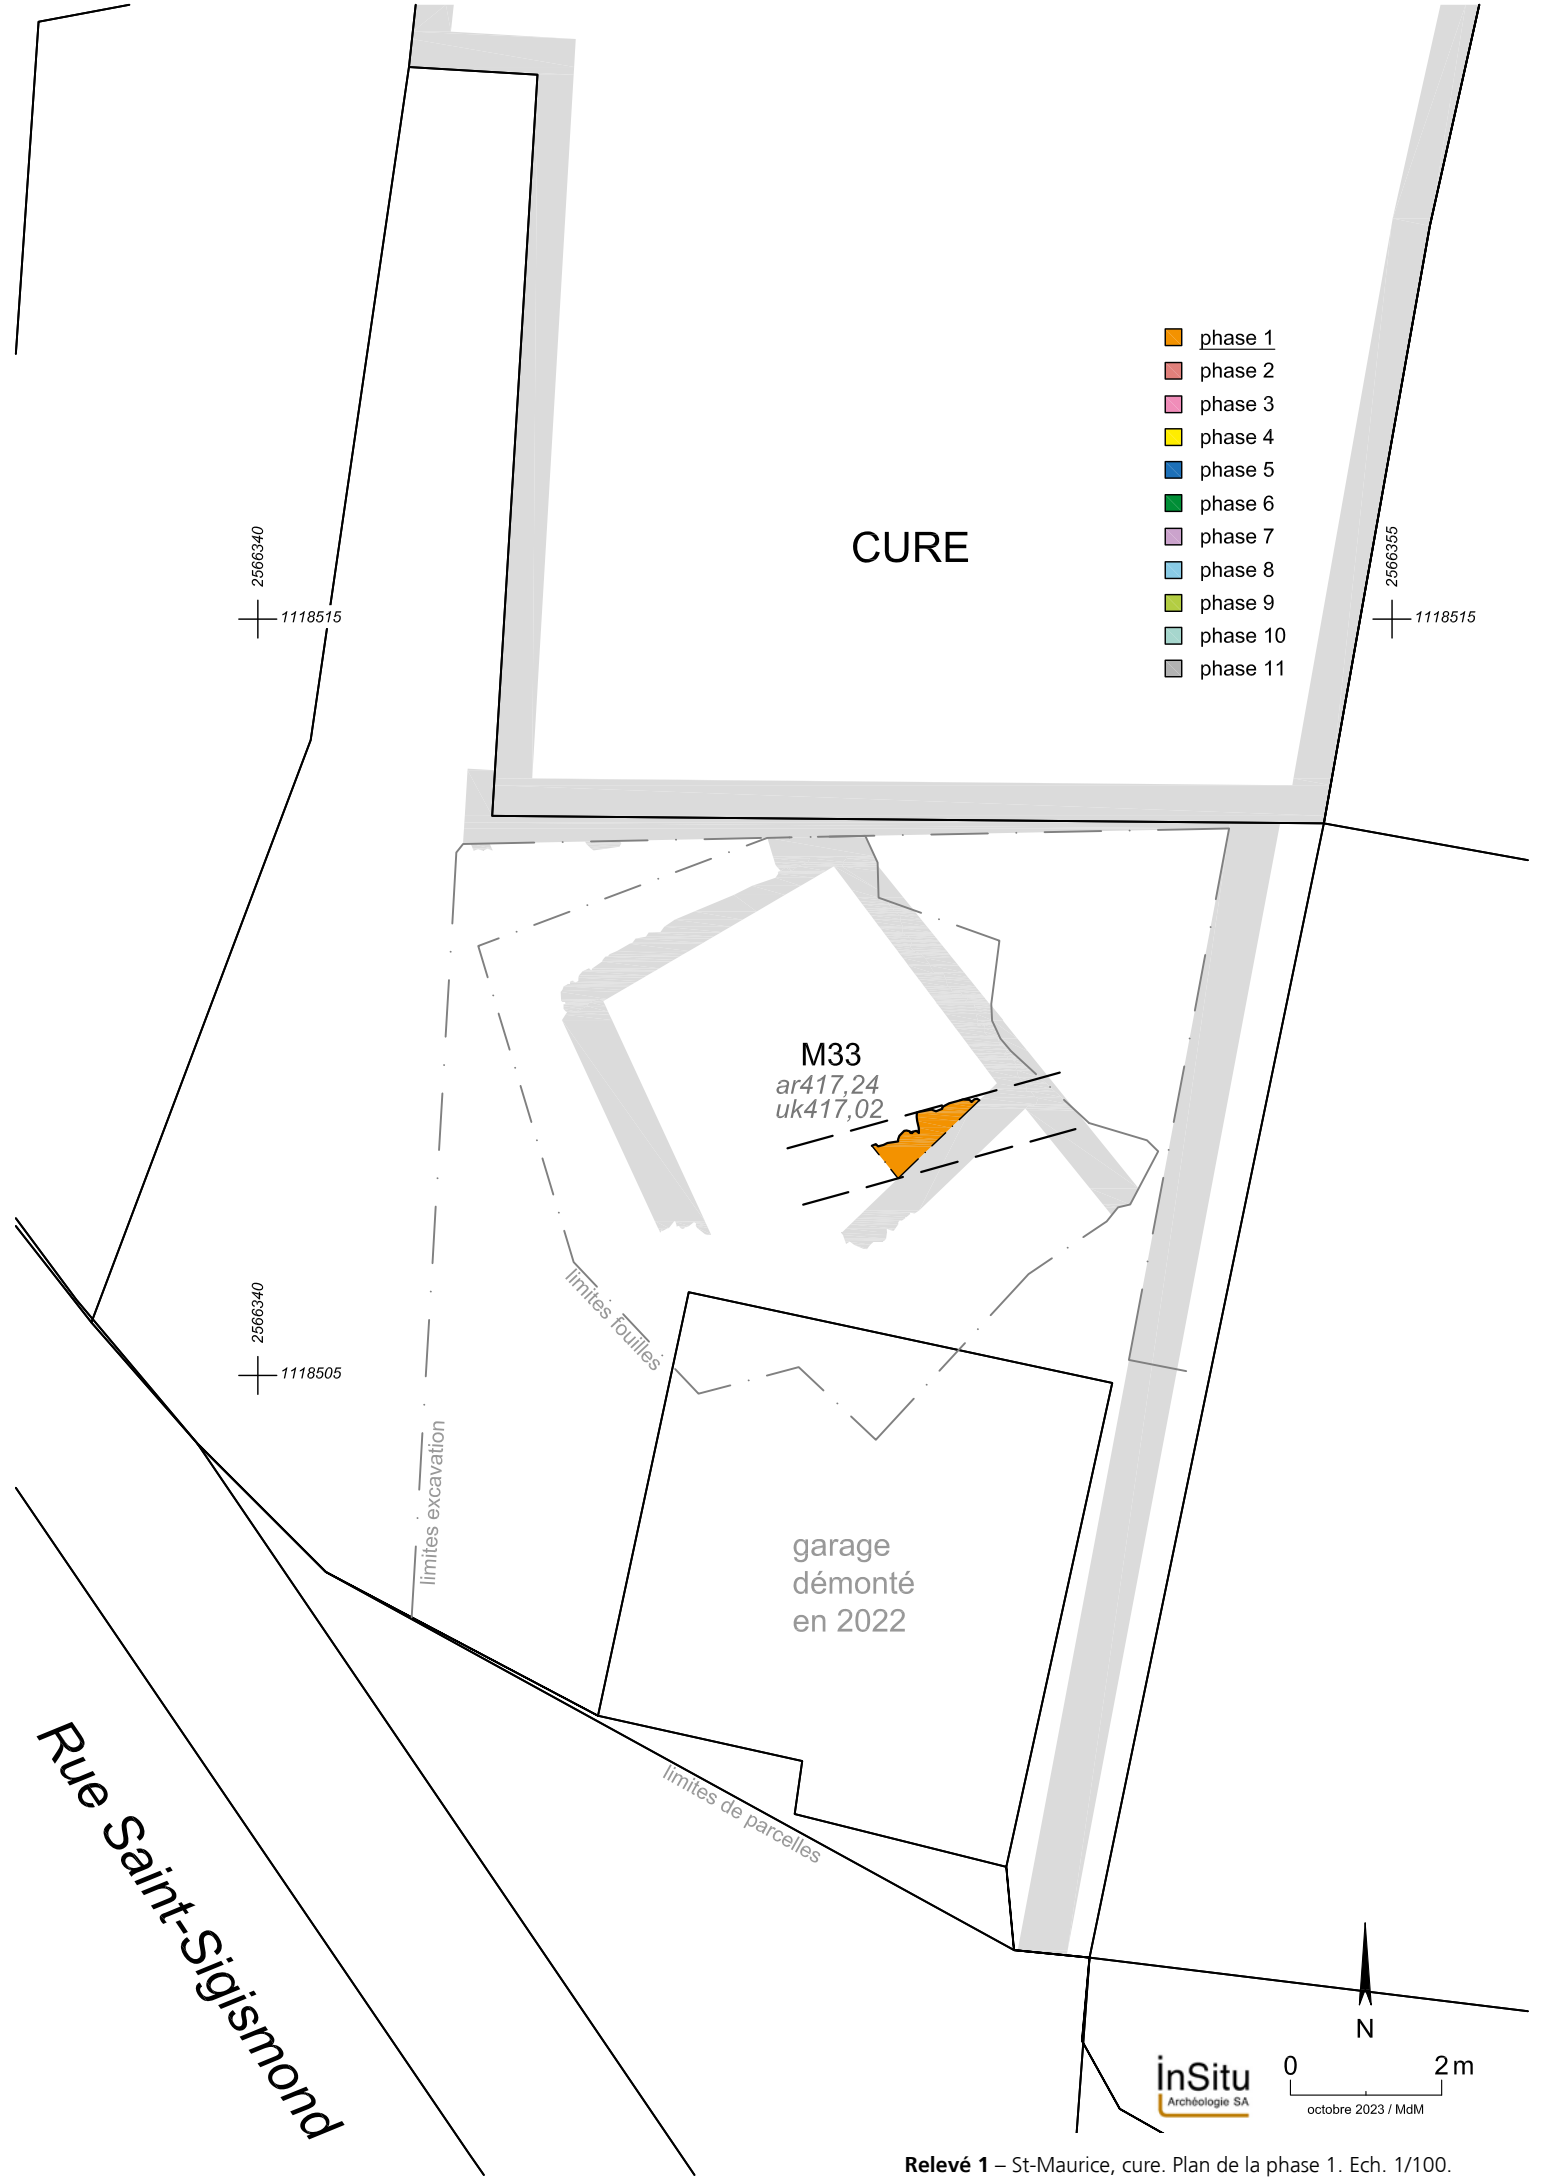 phase 1
phase 2
phase 3
phase 4
phase 5
phase 6
phase 7
phase 8
phase 9
phase 10
phase 11
CURE
2566340
1118515
2566355
1118515
M33
ar417,24
uk417,02
limites fouilles
2566340
1118505
limites excavation
garage
démonté
en 2022
limites de parcelles
Rue Saint-Sigismond
N
inSitu
Archéologie SA
0 2 m
octobre 2023 / MdM
Relevé 1 – St-Maurice, cure. Plan de la phase 1. Ech. 1/100.